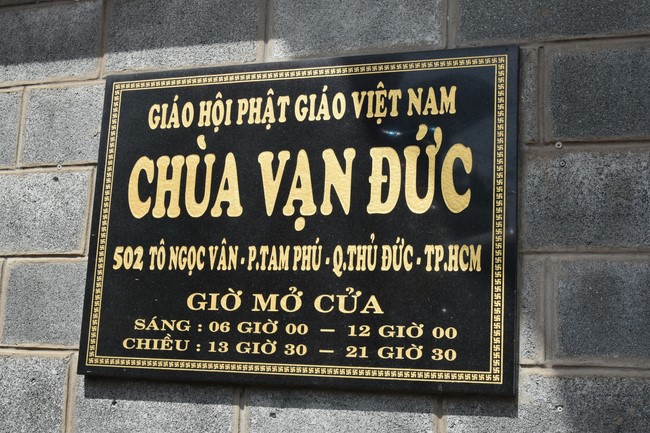 GIÁO HỘI PHẬT GIÁO VIỆT NAM
CHÙA VẠN ĐỨC
502 TÔ NGỌC VÂN - P.TAM PHÚ - Q.THỦ ĐỨC - TP.HCM
GIỜ MỞ CỬA
SÁNG : 06 GIỜ 00 – 12 GIỜ 00
CHIỀU : 13 GIỜ 30 – 21 GIỜ 30